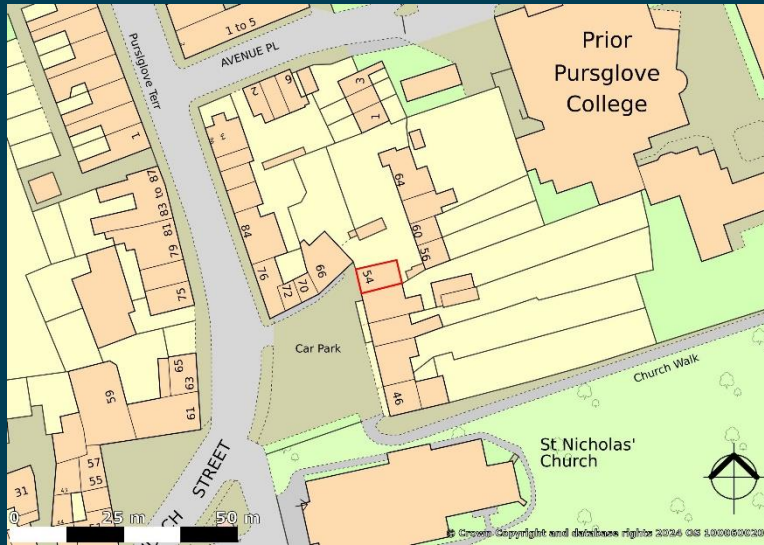 1 to 5
AVENUE PL
Pursglove Terr
Prior
Pursglove
College
2
6
3
1
1
64
60
56
54
84
76
72
70
66
81 83 to 87
79
75
Car Park
65
63
61
59
46
Church Walk
St Nicholas'
Church
57
55
31
STREET
0
25 m
50 m
© Crown Copyright and database rights 2024 OS 100060020